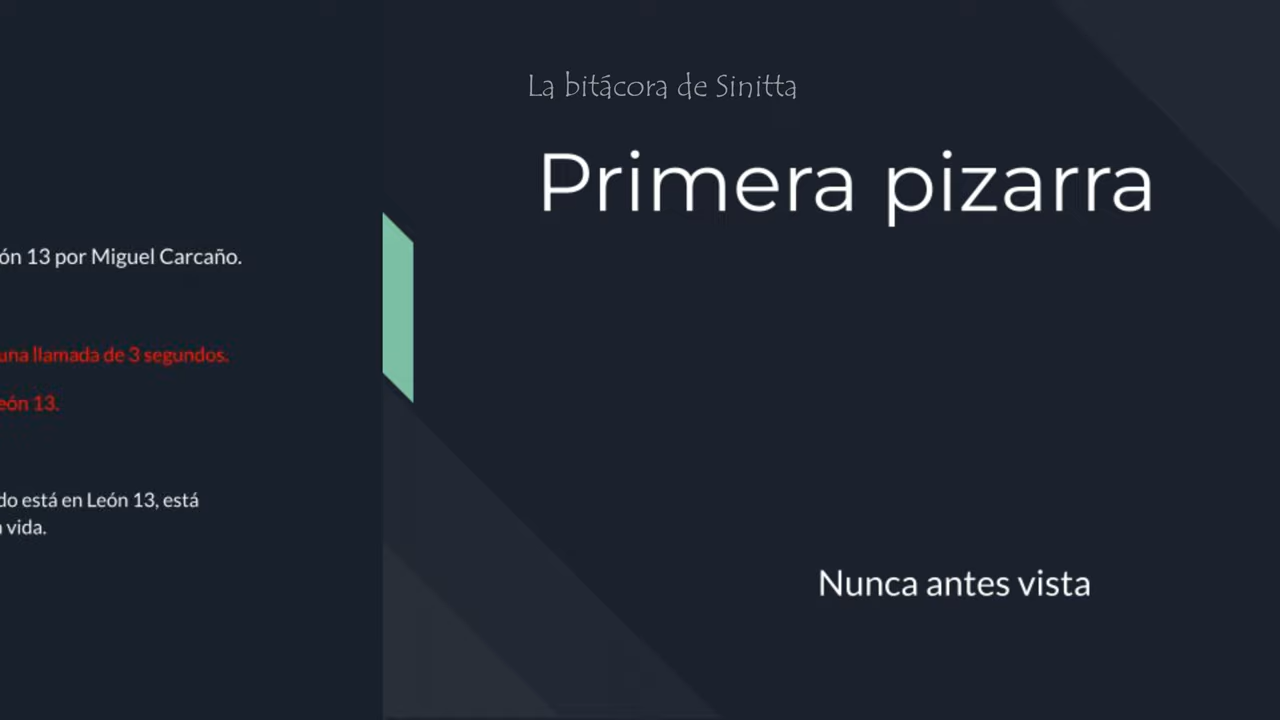 ón 13 por Miguel Carcaño.
una llamada de 3 segundos.
eón 13.
do está en León 13, está
vida.
La bitácora de Sinitta
Primera pizarra
Nunca antes vista